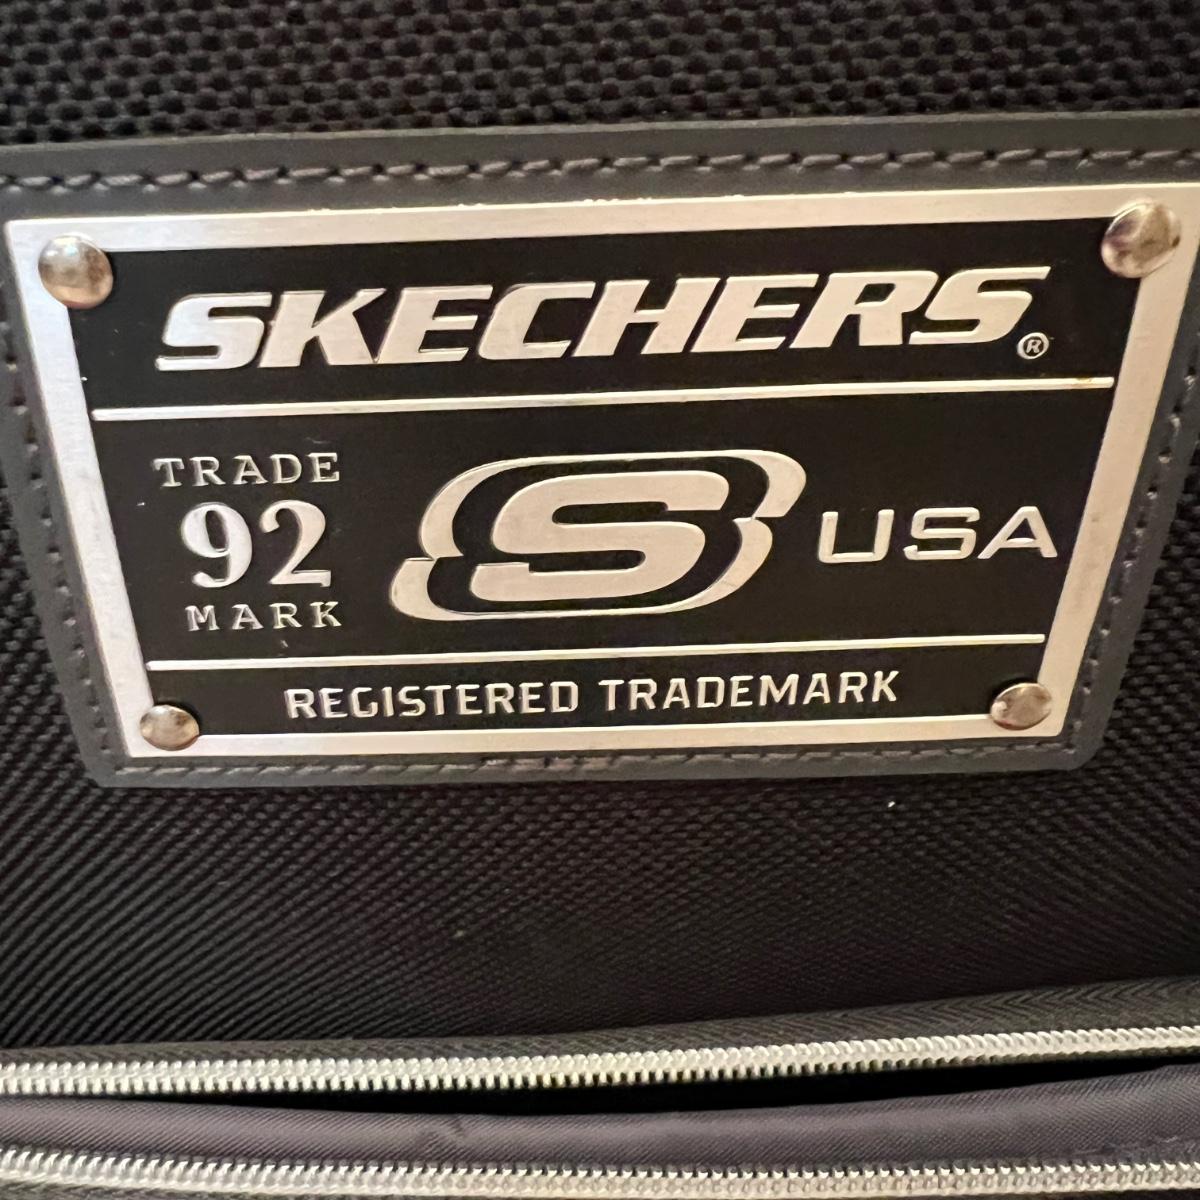 SKECHERS®
TRADE
92
MARK
S
USA
REGISTERED TRADEMARK